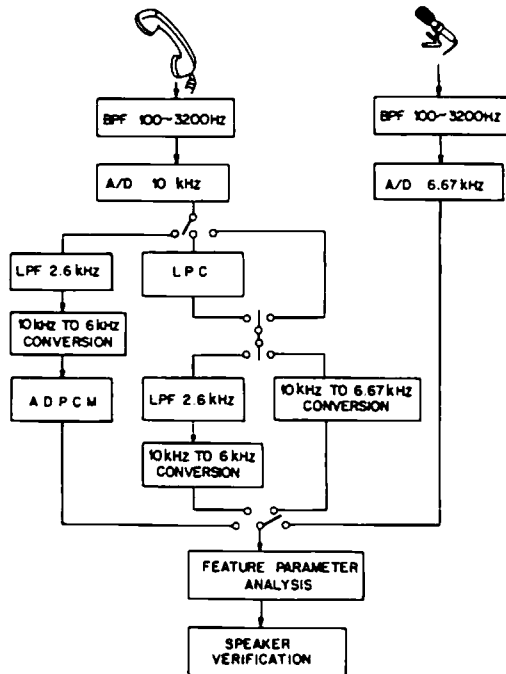 BPF 100~3200Hz
BPF 100~3200Hz
A/D 10 kHz
A/D 6.67 kHz
LPF 2.6 kHz
L P C
10 kHz TO 6 kHz
CONVERSION
A D P C M
LPF 2.6 kHz
10 kHz TO 6.67 kHz
CONVERSION
10 kHz TO 6 kHz
CONVERSION
FEATURE PARAMETER
ANALYSIS
SPEAKER
VERIFICATION